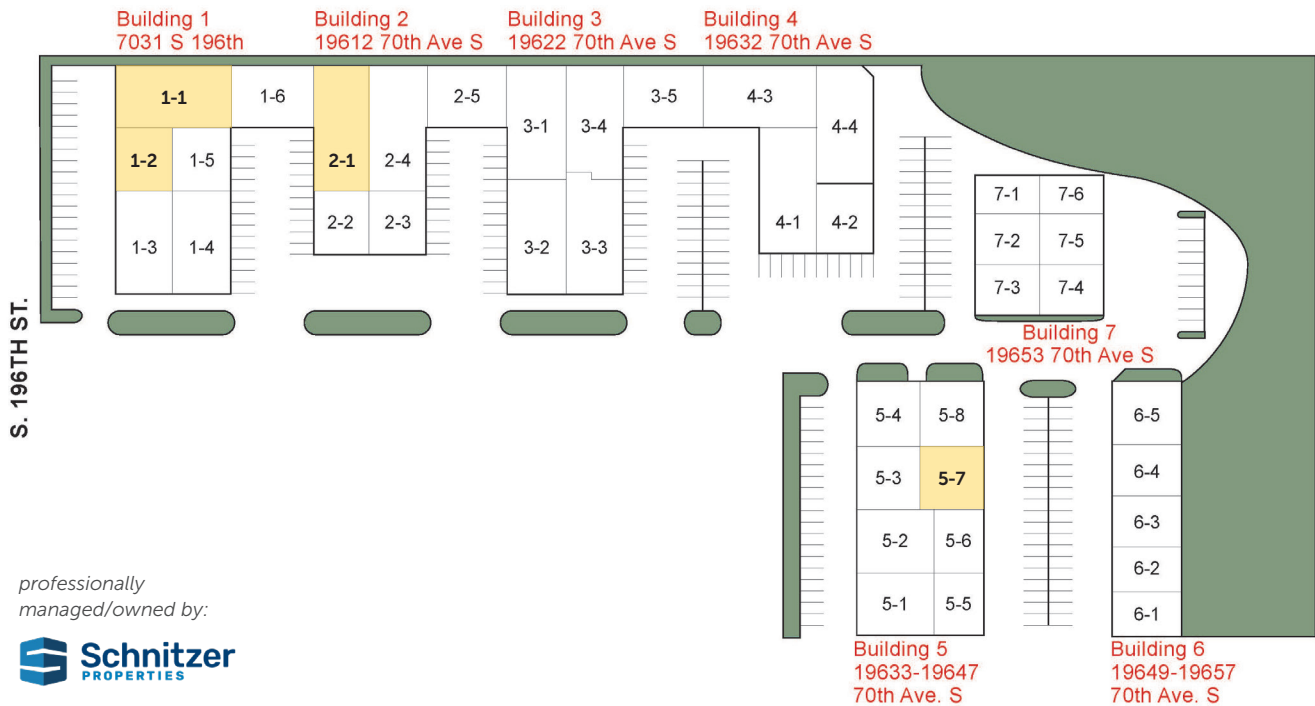 Building 1
7031 S 196th
Building 2
19612 70th Ave S
Building 3
19622 70th Ave S
Building 4
19632 70th Ave S
1-1
1-6
1-2
1-5
1-3
1-4
2-1
2-4
2-5
2-2
2-3
3-1
3-4
3-5
3-2
3-3
4-3
4-4
4-1
4-2
7-1
7-6
7-2
7-5
7-3
7-4
Building 7
19653 70th Ave S
S. 196TH ST.
5-4
5-8
5-3
5-7
5-2
5-6
5-1
5-5
Building 5
19633-19647
70th Ave. S
6-5
6-4
6-3
6-2
6-1
Building 6
19649-19657
70th Ave. S
professionally
managed/owned by:
Schnitzer
PROPERTIES